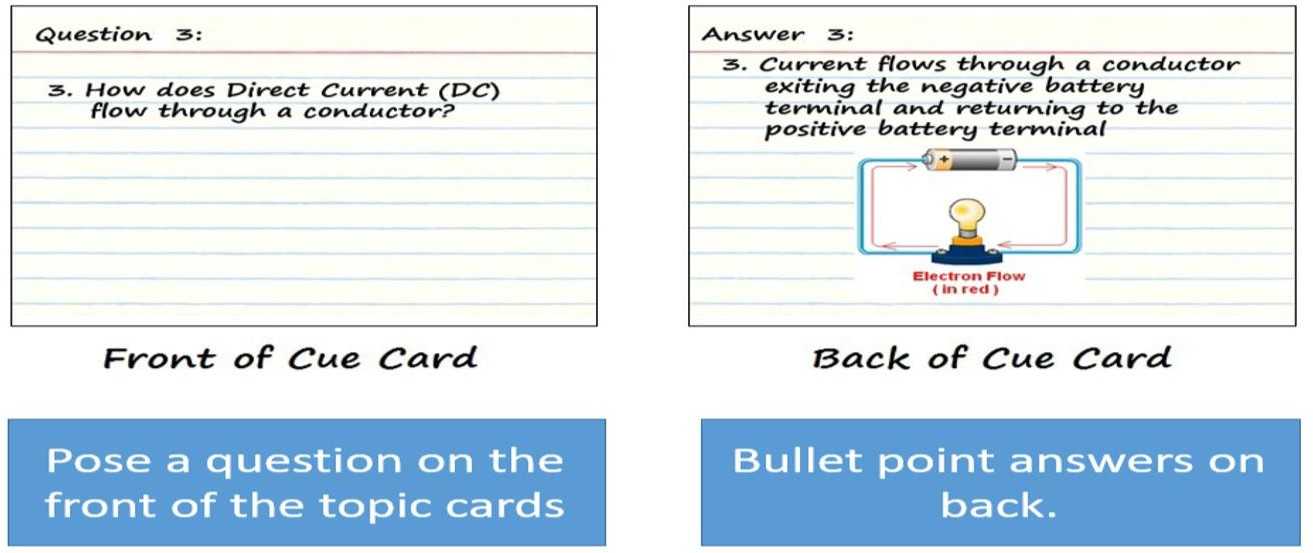 Question 3:
3. How does Direct Current (DC)
flow through a conductor?
Front of Cue Card
Pose a question on the
front of the topic cards
Answer 3:
3. Current flows through a conductor
exiting the negative battery
terminal and returning to the
positive battery terminal
+ −
Electron Flow
( in red )
Back of Cue Card
Bullet point answers on
back.